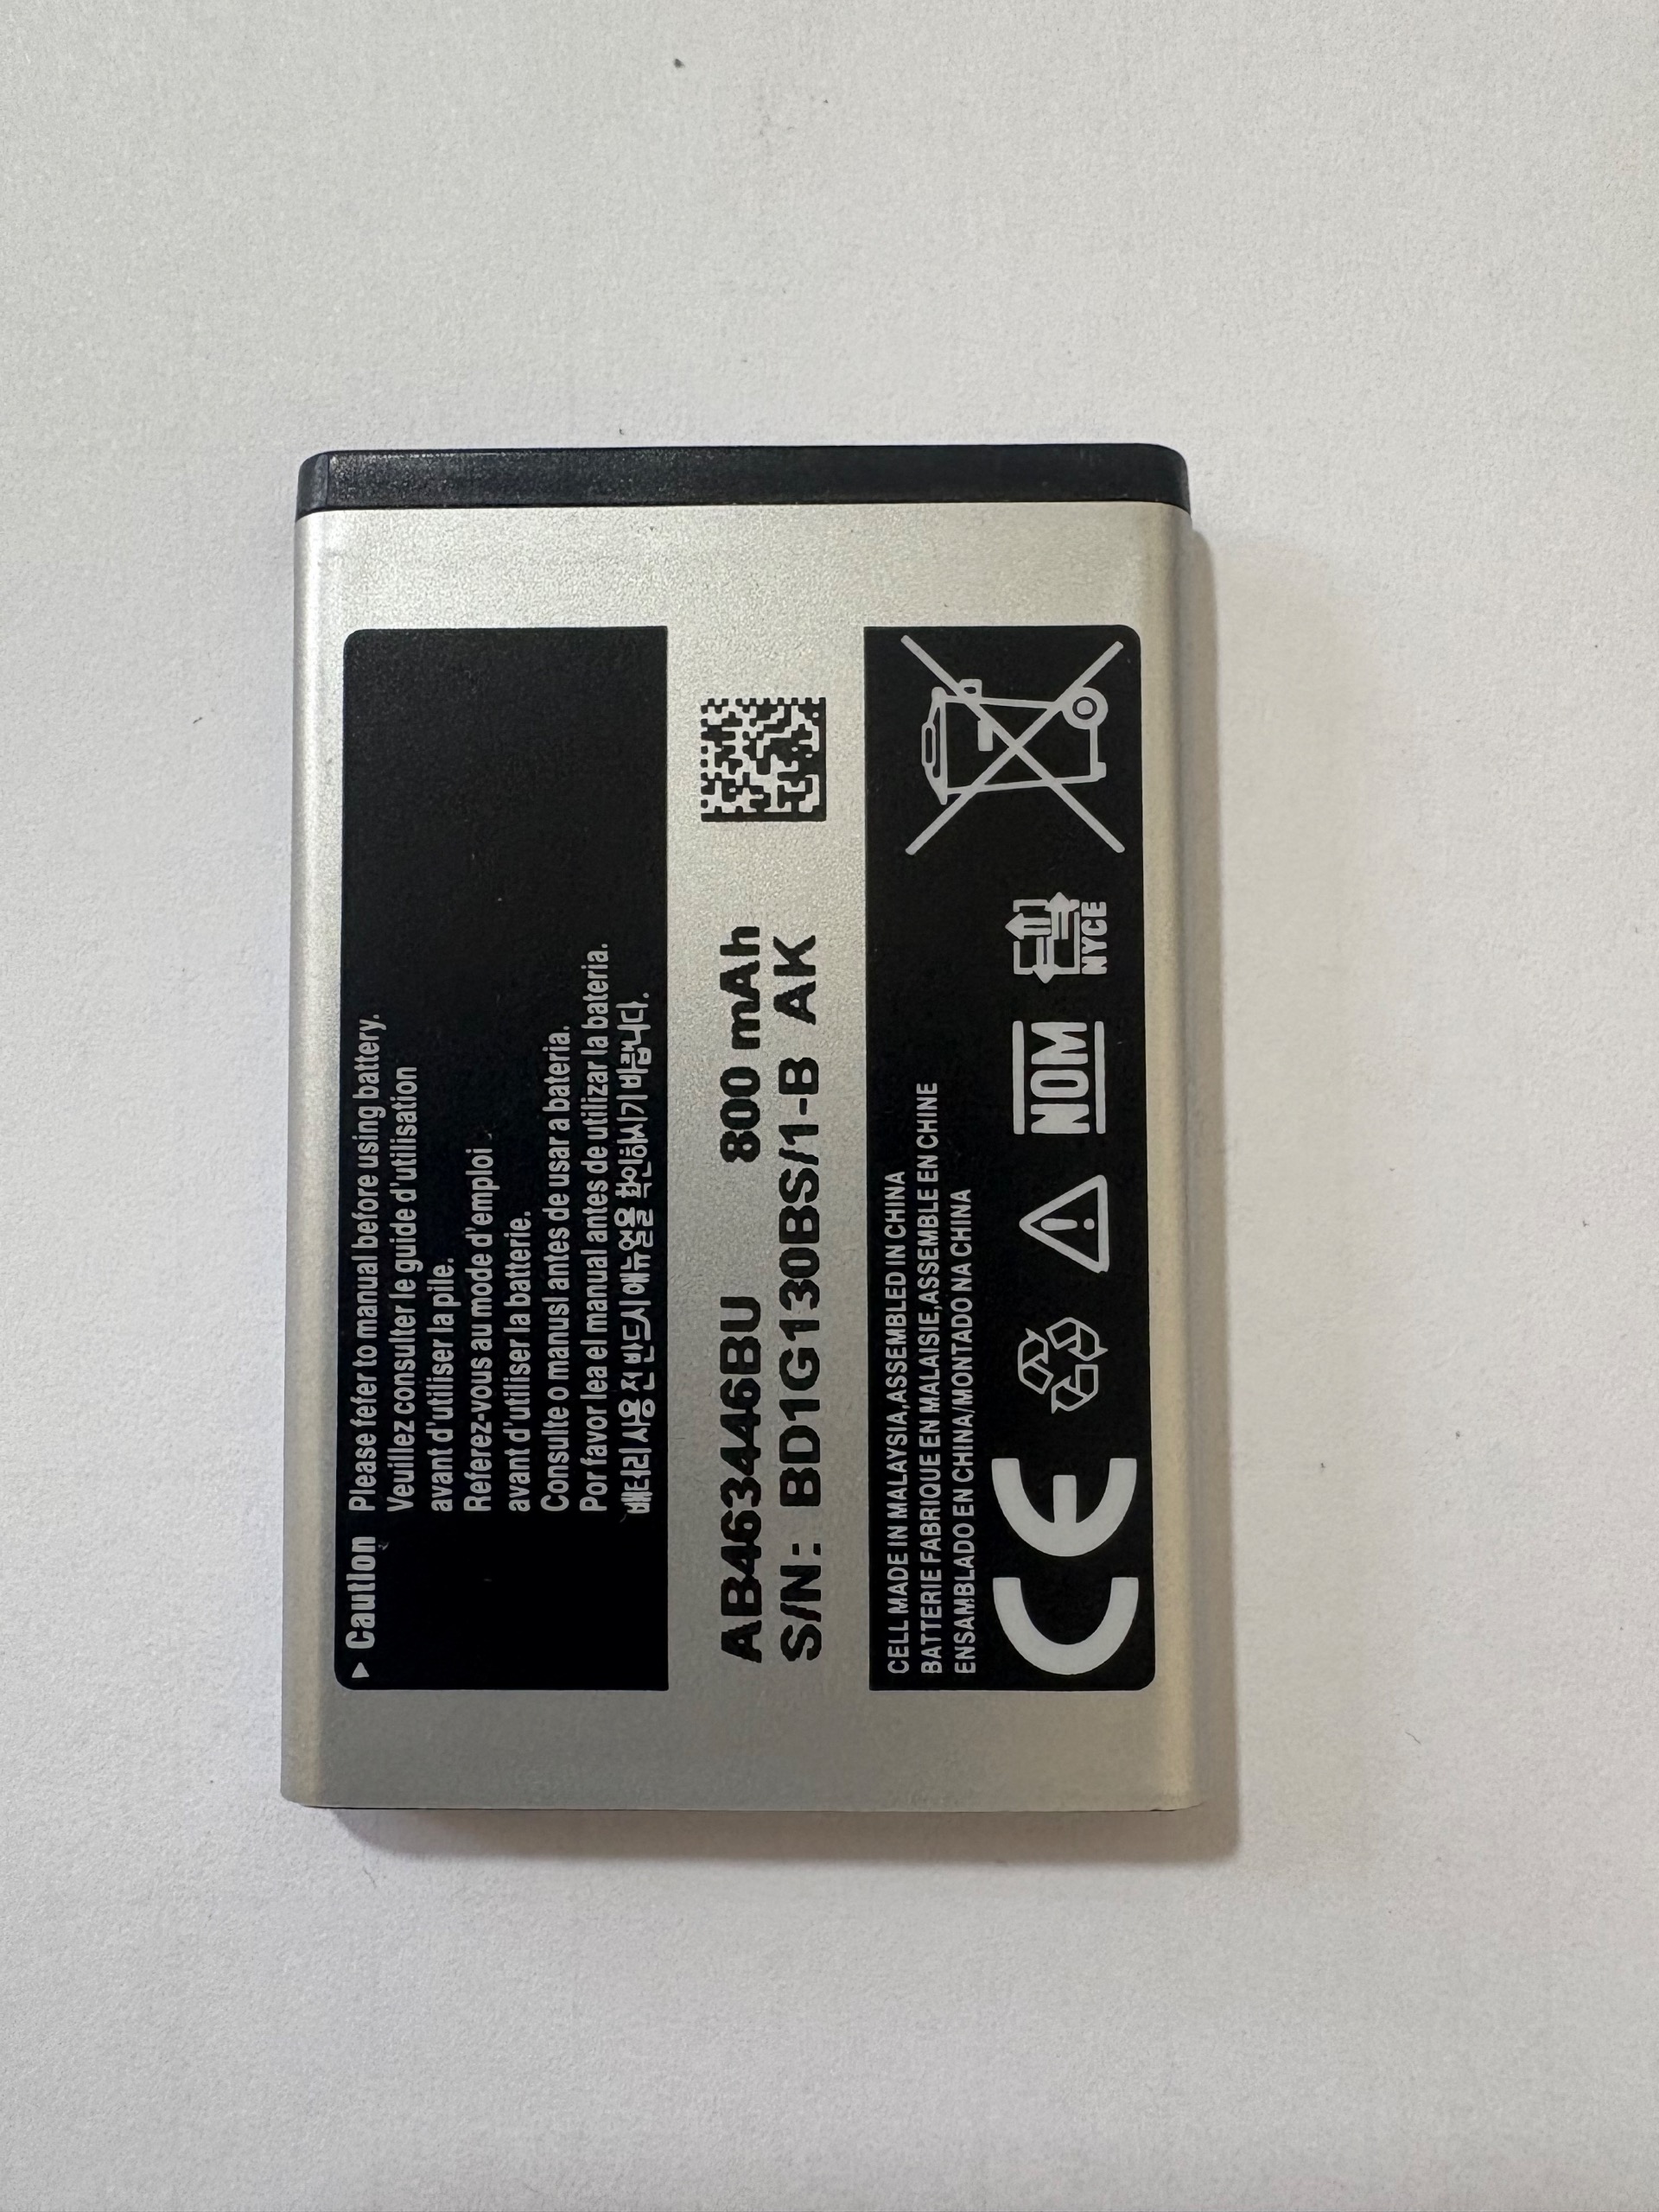 Caution Please fefer to manual before using battery.
Veuillez consulter le guide d'utilisation
avant d'utiliser la pile.
Referez-vous au mode d'emploi
avant d'utiliser la batterie.
Consulte o manusl antes de usar a bateria.
Por favor lea el manual antes de utilizar la bateria.
배터리 사용 전 반드시 메뉴얼을 확인하시기 바랍니다.
AB463446BU 800 mAh
S/N: BD1G130BS/1-B AK
CELL MADE IN MALAYSIA,ASSEMBLED IN CHINA
BATTERIE FABRIQUE EN MALAISIE,ASSEMBLE EN CHINE
ENSAMBLADO EN CHINA/MONTADO NA CHINA
CE NOM NYCE